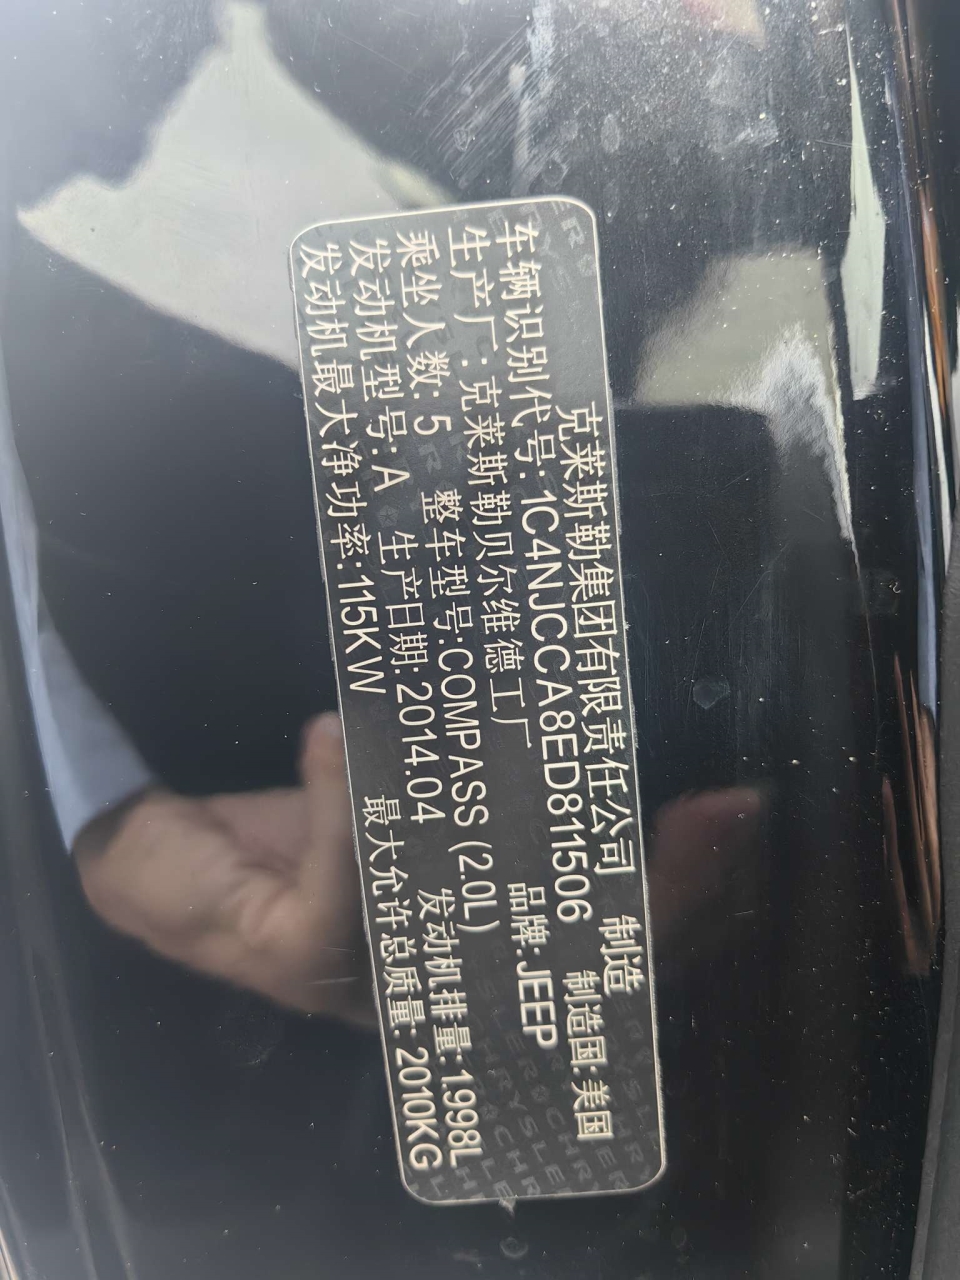 克莱斯勒集团有限责任公司 制造
车辆识别代号: 1C4NJCCA8ED811506 制造国: 美国
生产厂: 克莱斯勒贝尔维德工厂 品牌: JEEP
乘坐人数: 5 整车型号:COMPASS (2.0L) 发动机排量:1.998L
发动机型号: A 生产日期: 2014.04 最大允许总质量: 2010KG
发动机最大净功率:115KW